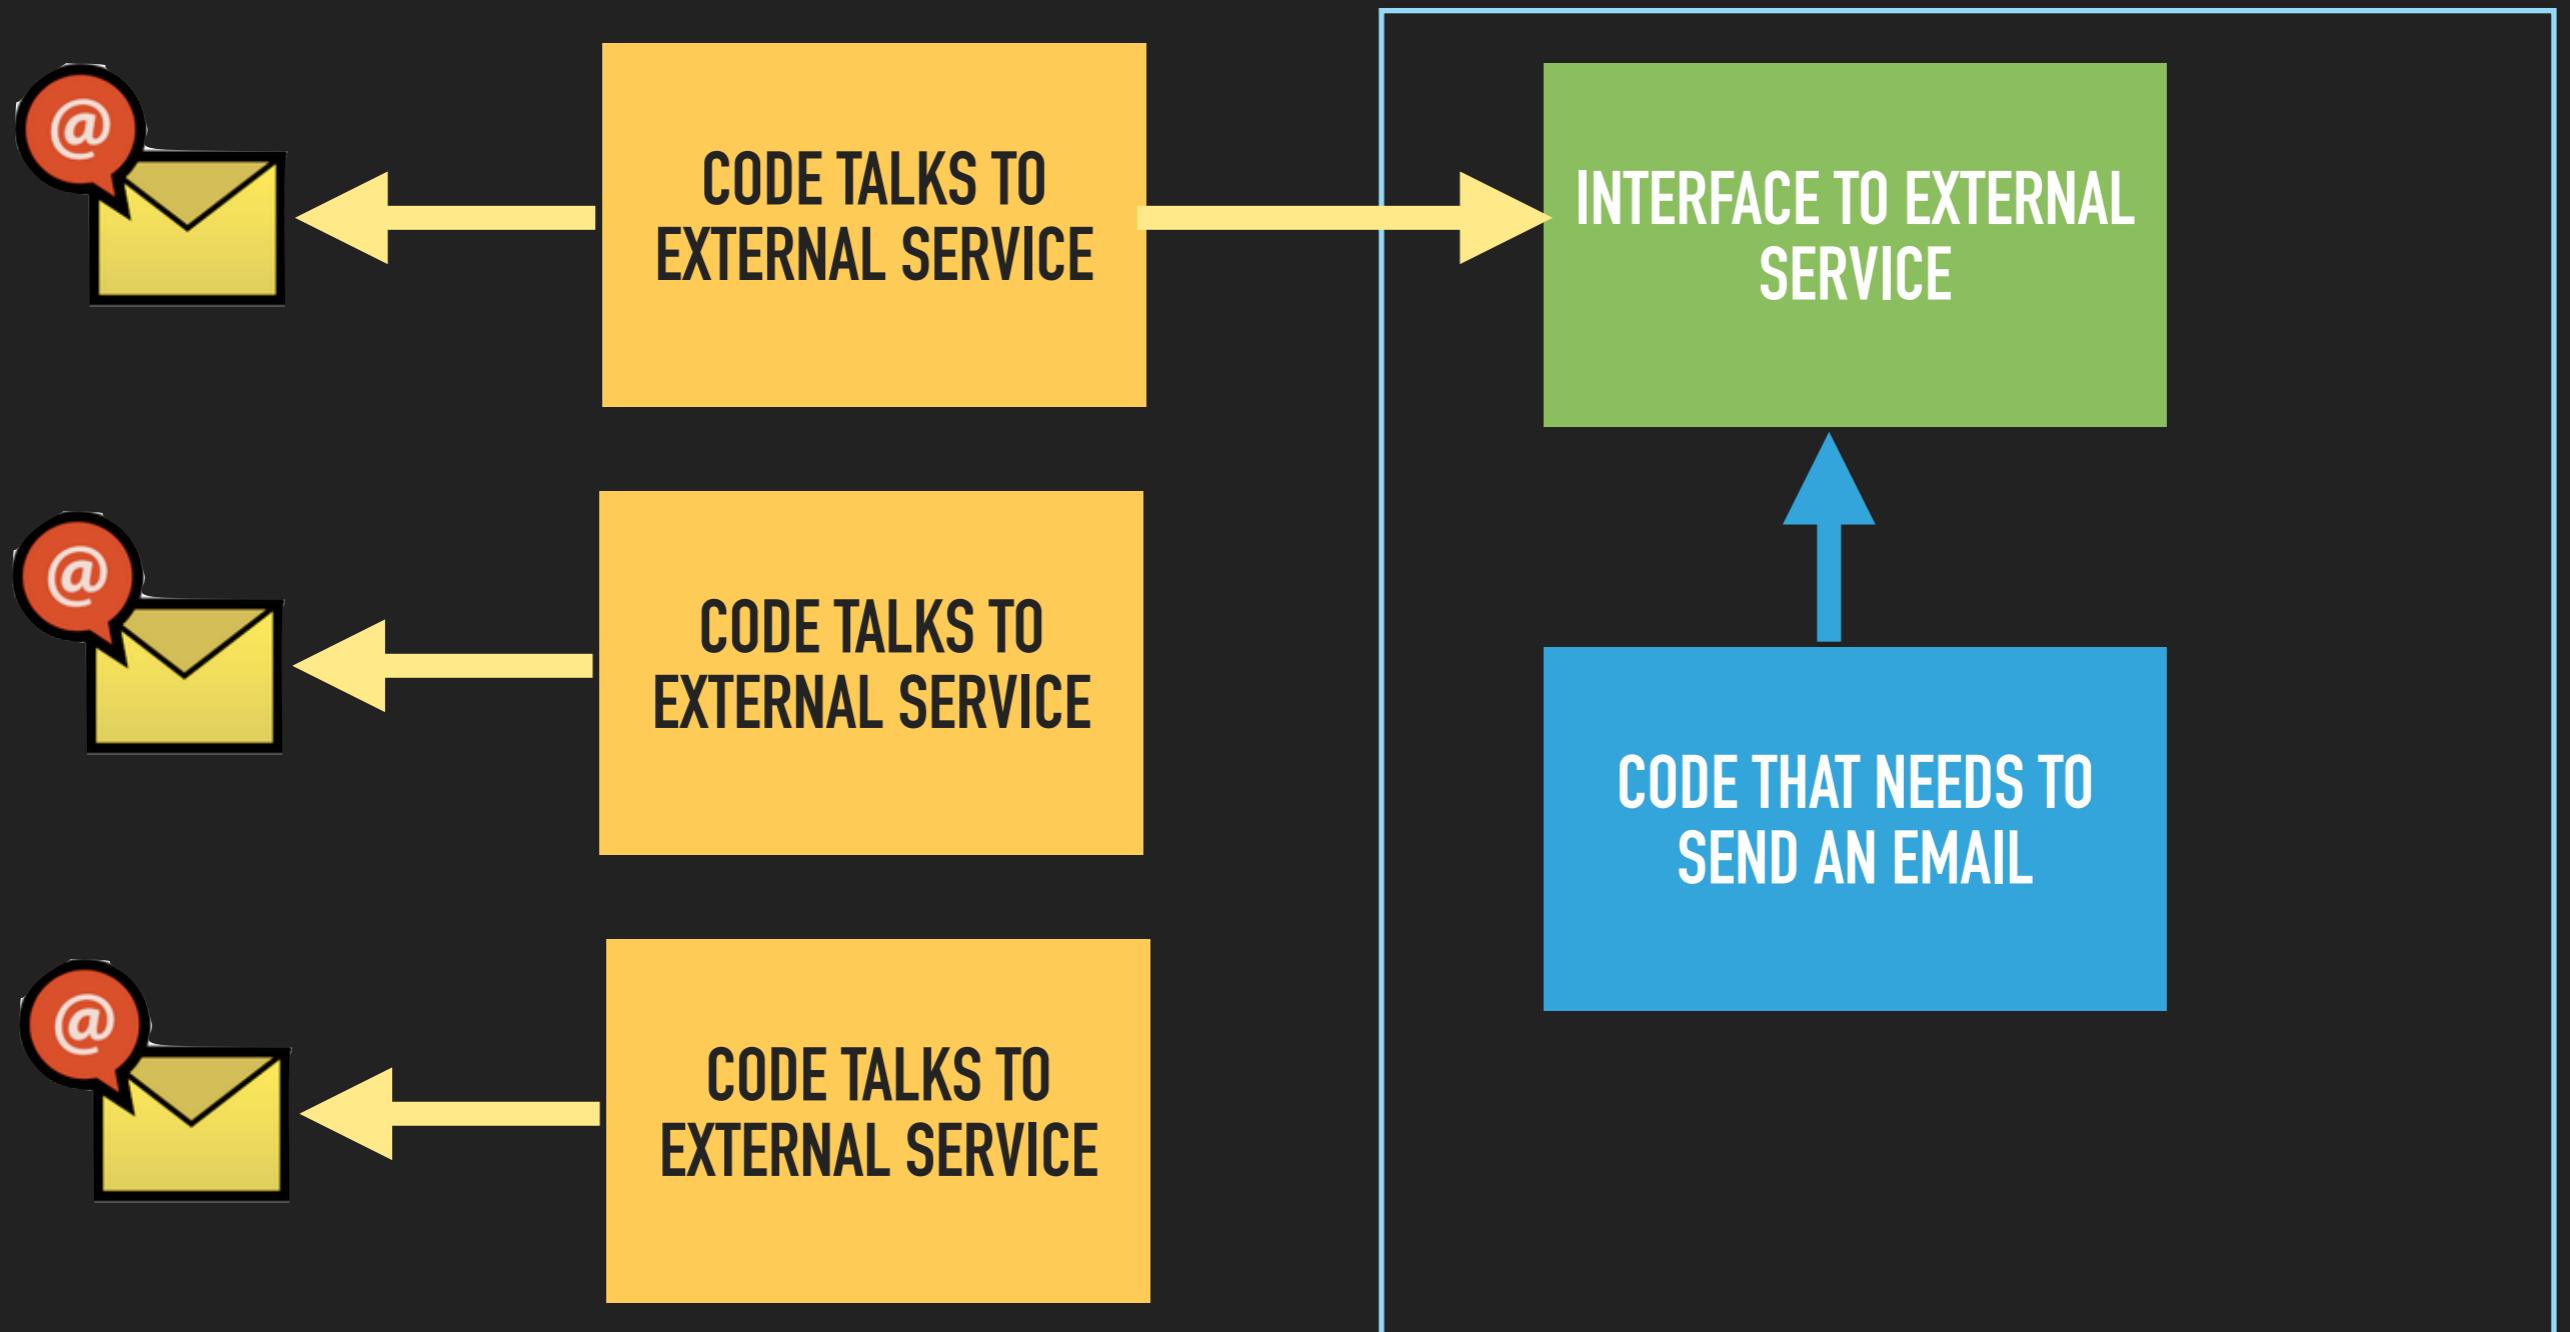 @
CODE TALKS TO
EXTERNAL SERVICE
INTERFACE TO EXTERNAL
SERVICE
@
CODE TALKS TO
EXTERNAL SERVICE
CODE THAT NEEDS TO
SEND AN EMAIL
@
CODE TALKS TO
EXTERNAL SERVICE